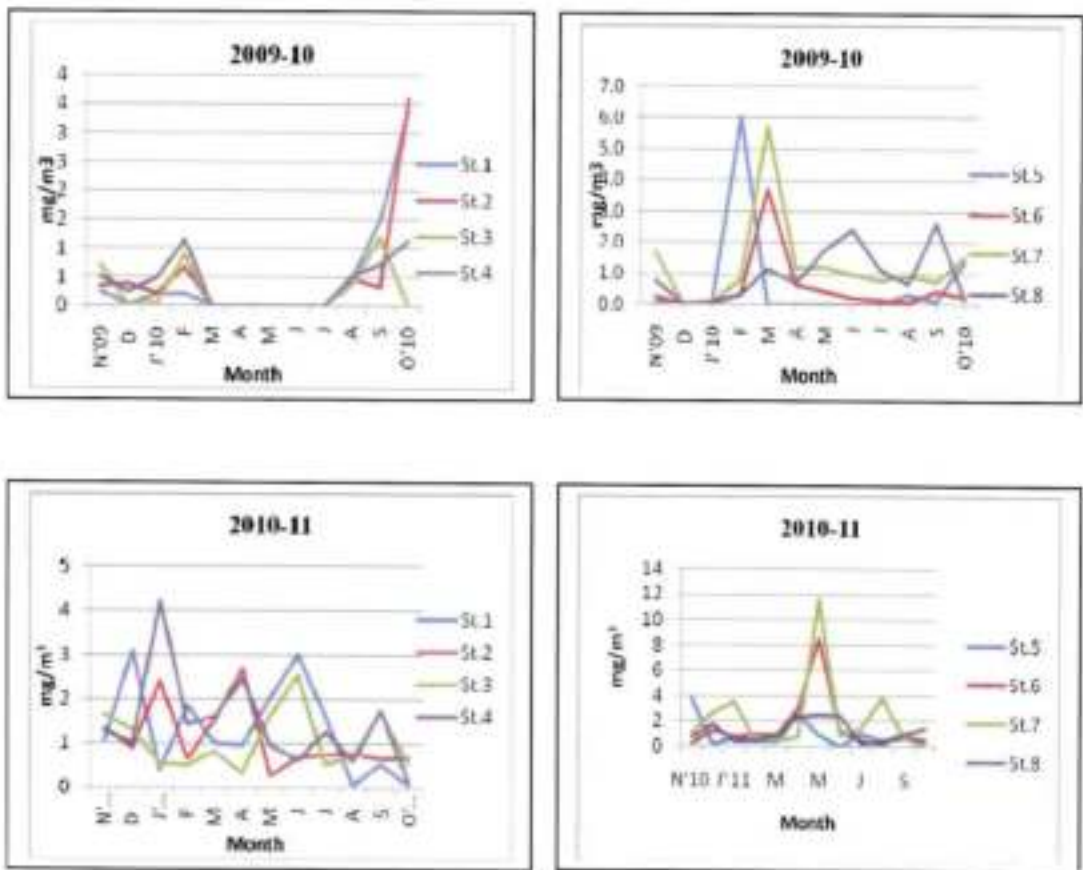 2009-10
4
4
3
3
2
2
1
1
0
mg/m3
N'09
D
J'10
F
M
A
M
J
J
A
S
O'10
Month
St.1
St.2
St.3
St.4
2009-10
7.0
6.0
5.0
4.0
3.0
2.0
1.0
0.0
mg/m3
N'09
D
J'10
F
M
A
M
J
J
A
S
O'10
Month
St.5
St.6
St.7
St.8
2010-11
5
4
3
2
1
0
mg/m³
N'...
D
J'...
F
M
A
M
J
J
A
S
O'...
Month
St.1
St.2
St.3
St.4
2010-11
14
12
10
8
6
4
2
0
mg/m³
N'10
J'11
M
M
J
S
Month
St.5
St.6
St.7
St.8